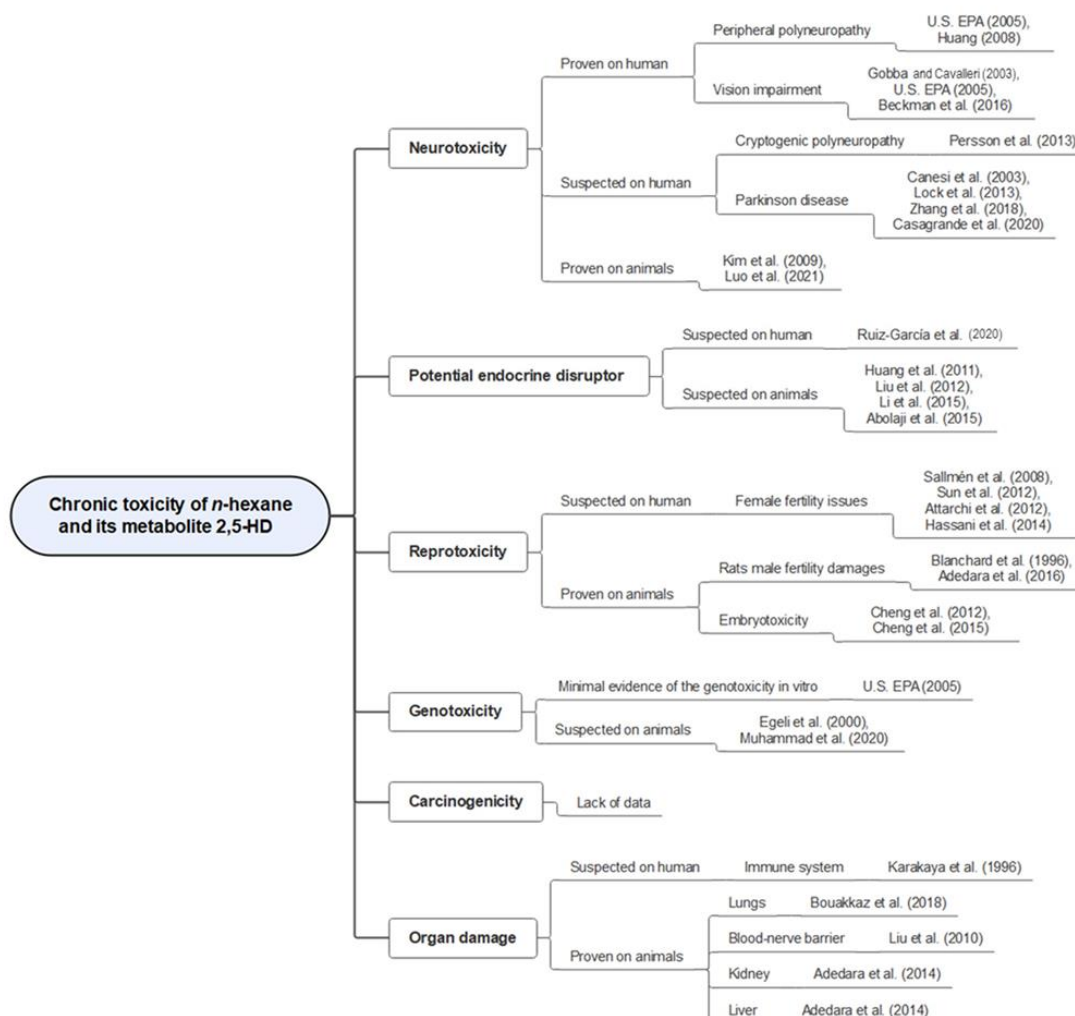 Chronic toxicity of n-hexane
and its metabolite 2,5-HD
Neurotoxicity
Proven on human
Peripheral polyneuropathy
U.S. EPA (2005),
Huang (2008)
Vision impairment
Gobba and Cavalleri (2003),
U.S. EPA (2005),
Beckman et al. (2016)
Suspected on human
Cryptogenic polyneuropathy
Persson et al. (2013)
Parkinson disease
Canesi et al. (2003),
Lock et al. (2013),
Zhang et al. (2018),
Casagrande et al. (2020)
Proven on animals
Kim et al. (2009),
Luo et al. (2021)
Potential endocrine disruptor
Suspected on human
Ruiz-García et al. (2020)
Suspected on animals
Huang et al. (2011),
Liu et al. (2012),
Li et al. (2015),
Abolaji et al. (2015)
Reprotoxicity
Suspected on human
Female fertility issues
Sallmén et al. (2008),
Sun et al. (2012),
Attarchi et al. (2012),
Hassani et al. (2014)
Proven on animals
Rats male fertility damages
Blanchard et al. (1996),
Adedara et al. (2016)
Embryotoxicity
Cheng et al. (2012),
Cheng et al. (2015)
Genotoxicity
Minimal evidence of the genotoxicity in vitro
U.S. EPA (2005)
Suspected on animals
Egeli et al. (2000),
Muhammad et al. (2020)
Carcinogenicity
Lack of data
Organ damage
Suspected on human
Immune system
Karakaya et al. (1996)
Proven on animals
Lungs
Bouakkaz et al. (2018)
Blood-nerve barrier
Liu et al. (2010)
Kidney
Adedara et al. (2014)
Liver
Adedara et al. (2014)